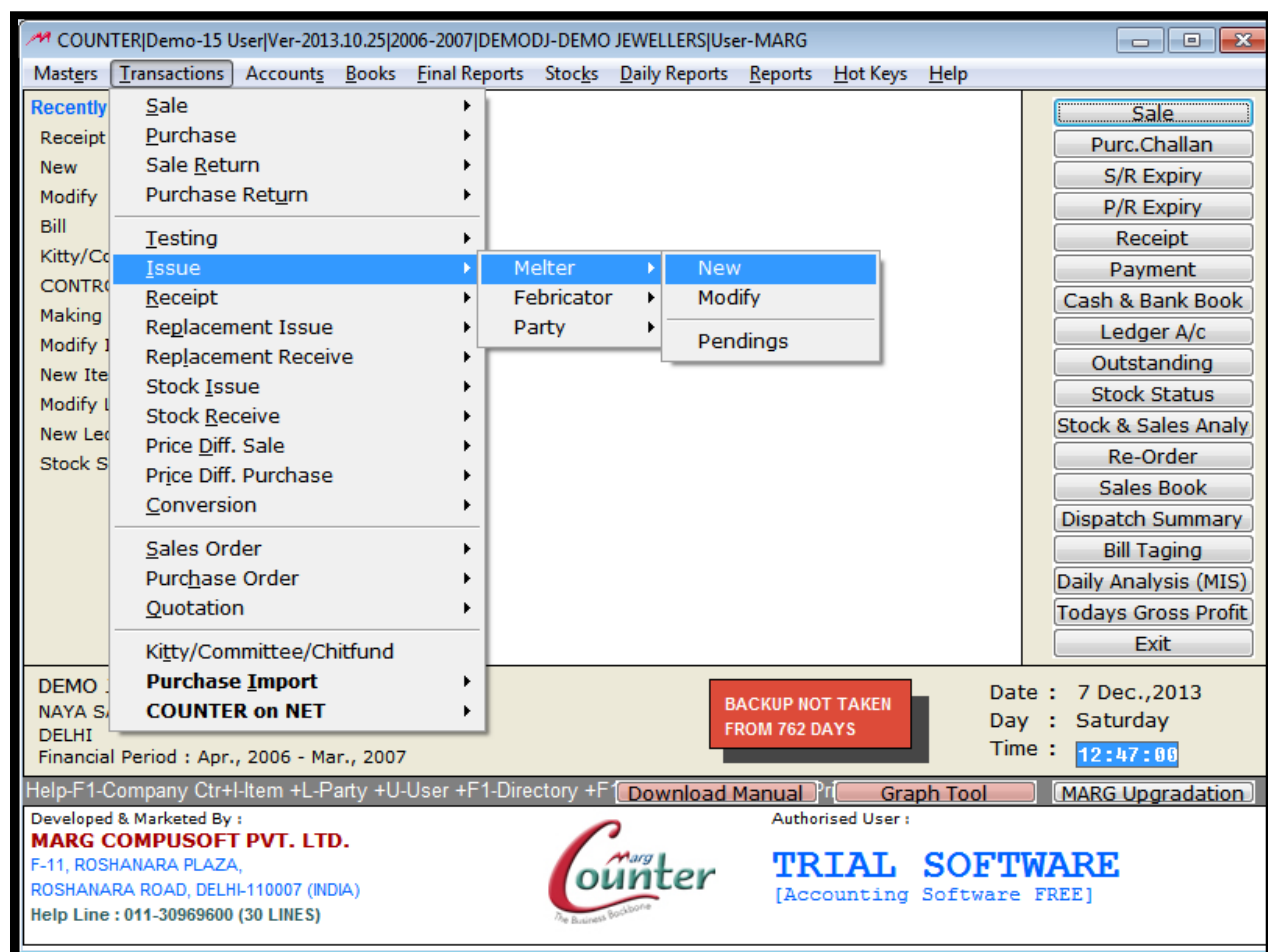 COUNTER|Demo-15 User|Ver-2013.10.25|2006-2007|DEMODJ-DEMO JEWELLERS|User-MARG
Masters Transactions Accounts Books Final Reports Stocks Daily Reports Reports Hot Keys Help
Recently
Receipt
New
Modify
Bill
Kitty/Co
CONTRO
Making
Modify I
New Ite
Modify L
New Led
Stock S
Sale
Purchase
Sale Return
Purchase Return
Testing
Issue
Receipt
Replacement Issue
Replacement Receive
Stock Issue
Stock Receive
Price Diff. Sale
Price Diff. Purchase
Conversion
Sales Order
Purchase Order
Quotation
Kitty/Committee/Chitfund
Purchase Import
COUNTER on NET
Melter
Febricator
Party
New
Modify
Pendings
Sale
Purc.Challan
S/R Expiry
P/R Expiry
Receipt
Payment
Cash & Bank Book
Ledger A/c
Outstanding
Stock Status
Stock & Sales Analy
Re-Order
Sales Book
Dispatch Summary
Bill Taging
Daily Analysis (MIS)
Todays Gross Profit
Exit
DEMO
NAYA SA
DELHI
Financial Period : Apr., 2006 - Mar., 2007
BACKUP NOT TAKEN
FROM 762 DAYS
Date : 7 Dec.,2013
Day : Saturday
Time : 12:47:00
Help-F1-Company Ctr+I-Item +L-Party +U-User +F1-Directory +F1 Download Manual Pri Graph Tool MARG Upgradation
Developed & Marketed By :
MARG COMPUSOFT PVT. LTD.
F-11, ROSHANARA PLAZA,
ROSHANARA ROAD, DELHI-110007 (INDIA)
Help Line : 011-30969600 (30 LINES)
Marg
Counter
The Business Backbone
Authorised User :
TRIAL SOFTWARE
[Accounting Software FREE]